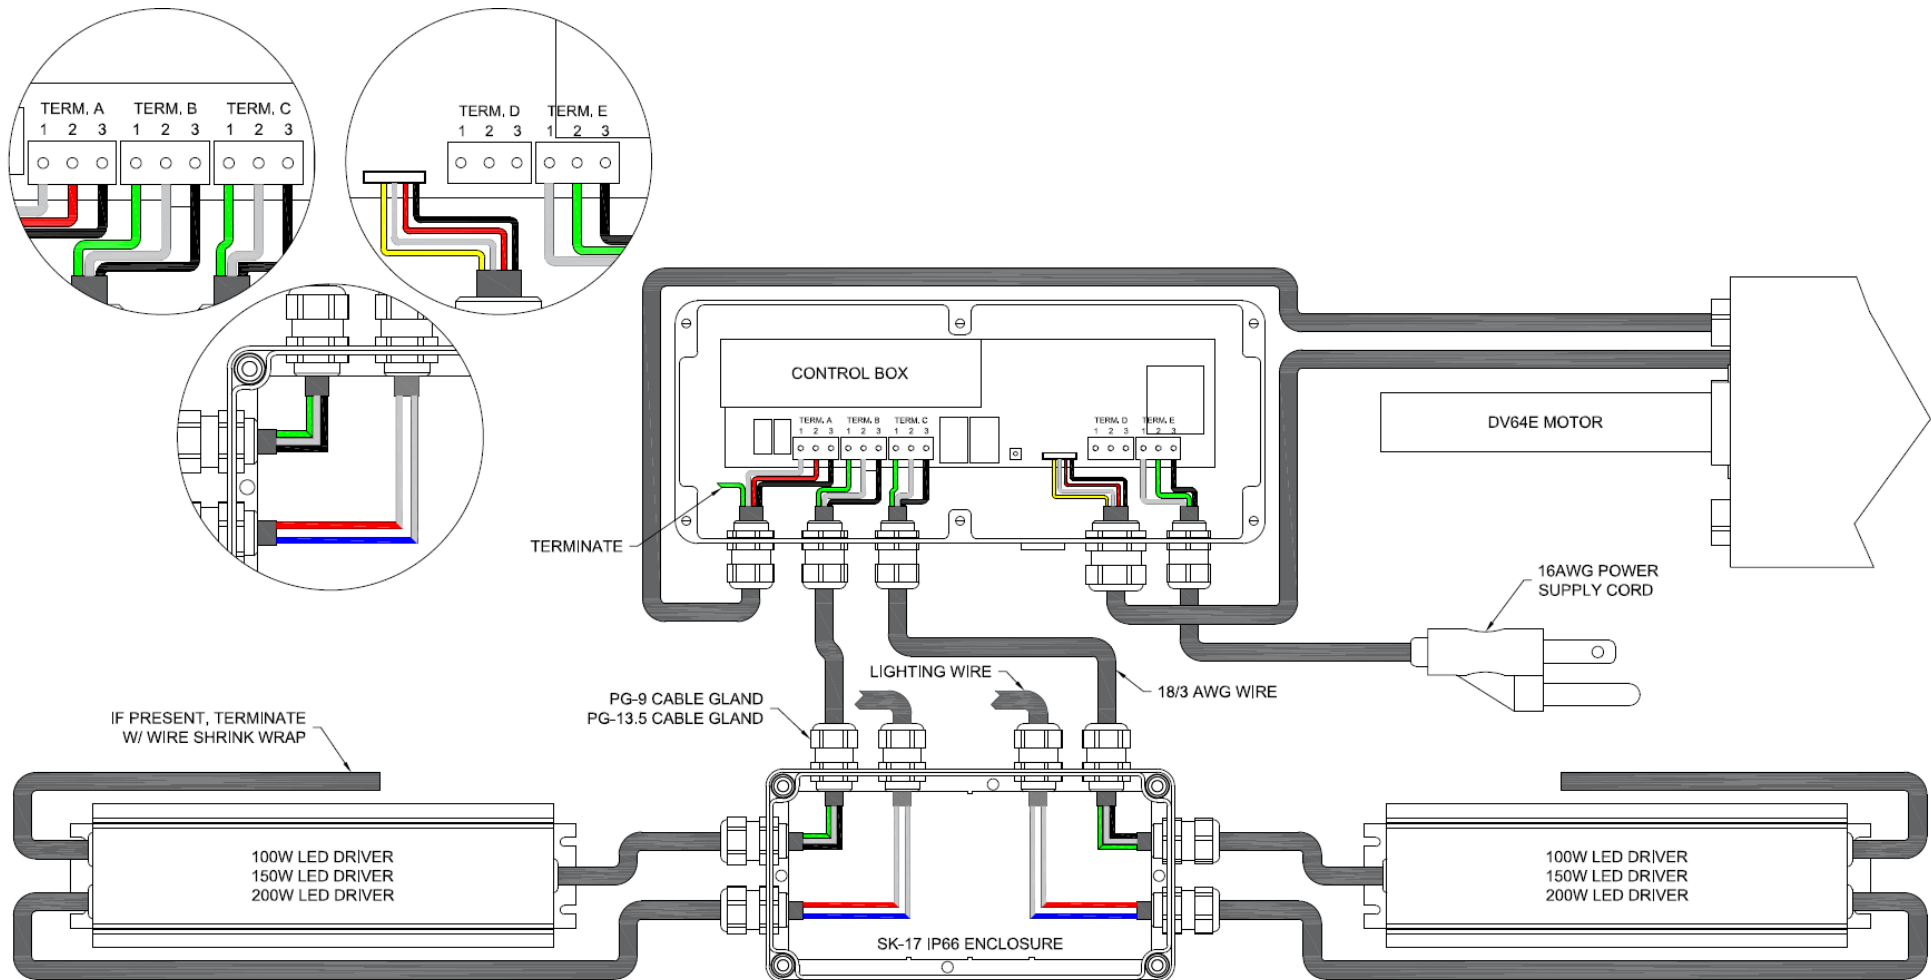 TERM. A TERM. B TERM. C
1 2 3 1 2 3 1 2 3
TERM. D TERM. E
1 2 3 1 2 3
CONTROL BOX
TERM. A TERM. B TERM. C
1 2 3 1 2 3 1 2 3
TERM. D TERM. E
1 2 3 1 2 3
DV64E MOTOR
TERMINATE
16AWG POWER
SUPPLY CORD
LIGHTING WIRE
18/3 AWG WIRE
PG-9 CABLE GLAND
PG-13.5 CABLE GLAND
IF PRESENT, TERMINATE
W/ WIRE SHRINK WRAP
100W LED DRIVER
150W LED DRIVER
200W LED DRIVER
SK-17 IP66 ENCLOSURE
100W LED DRIVER
150W LED DRIVER
200W LED DRIVER